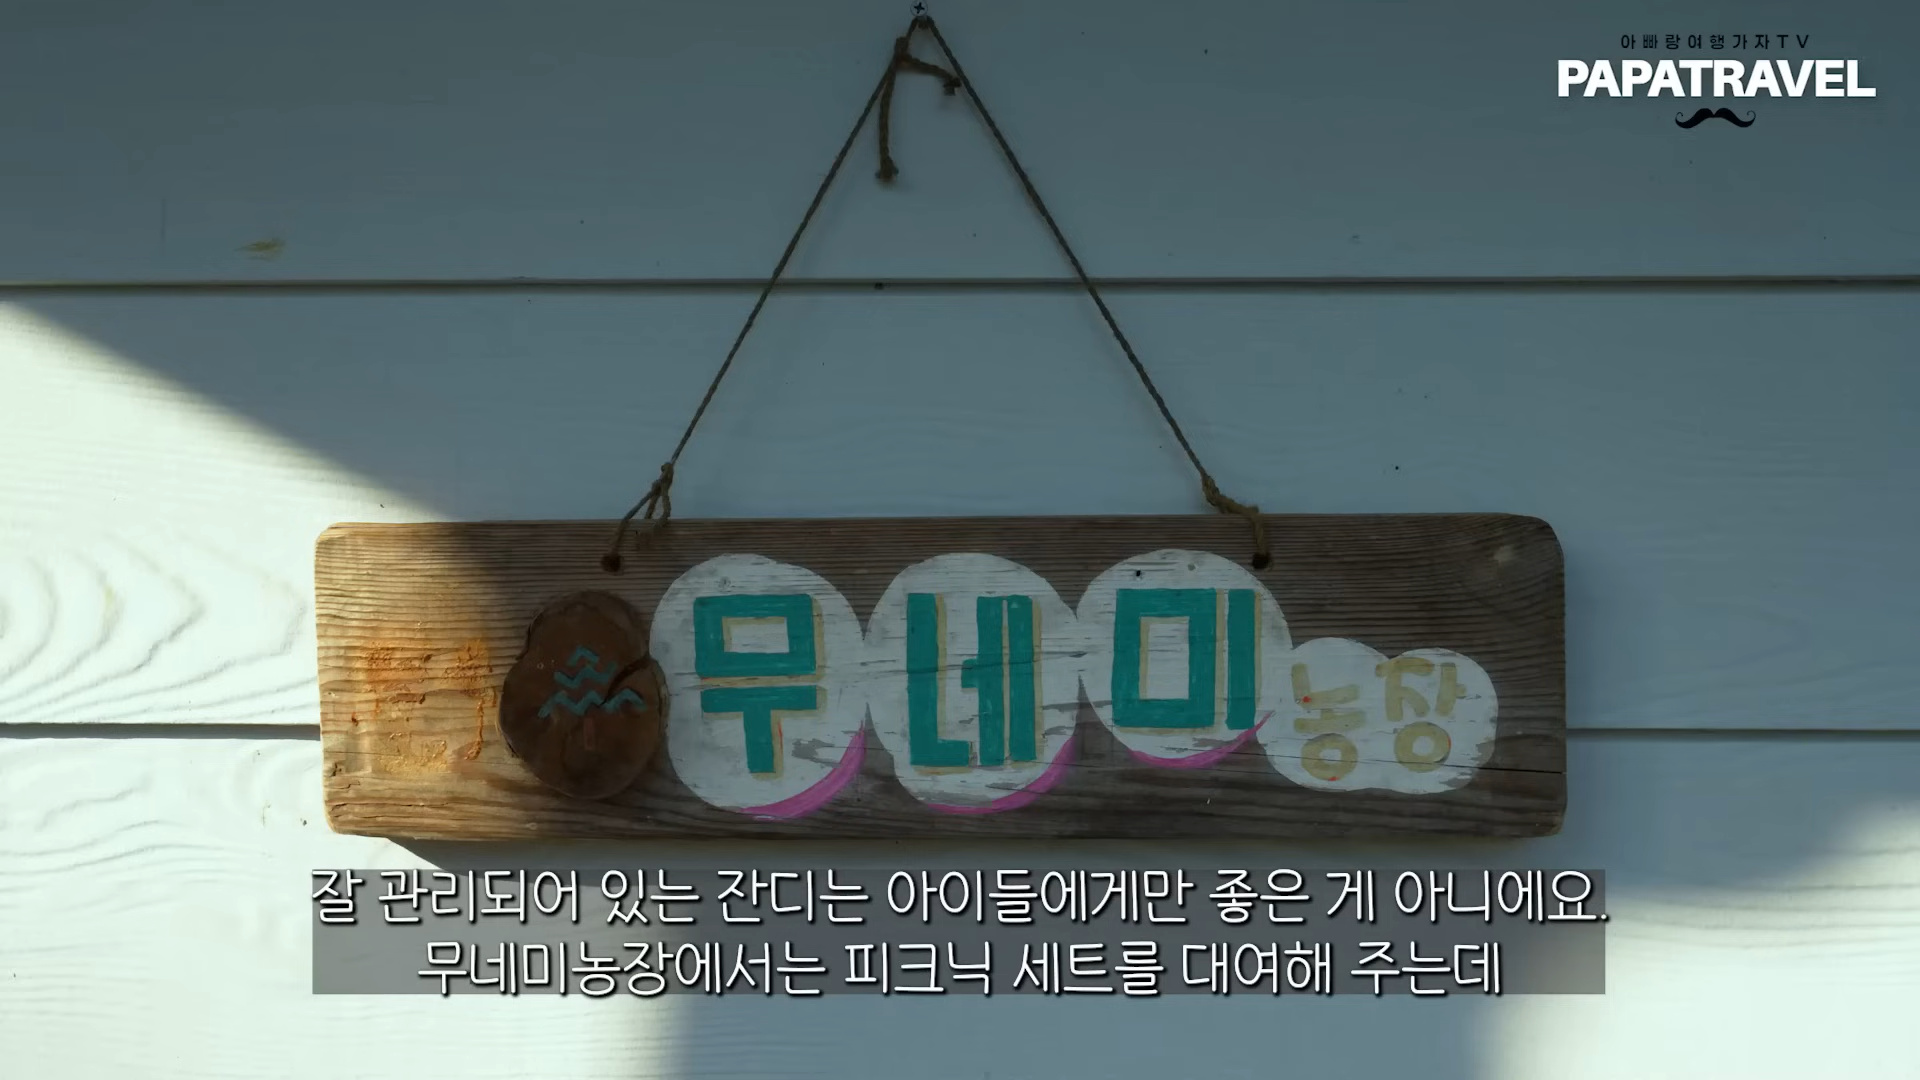 아빠랑여행가자TV
PAPATRAVEL
무네미농장
잘 관리되어 있는 잔디는 아이들에게만 좋은 게 아니에요.
무네미농장에서는 피크닉 세트를 대여해 주는데